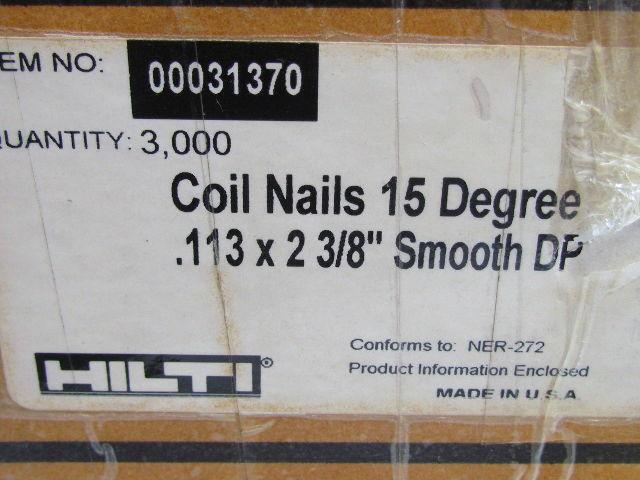 EM NO: 00031370
QUANTITY: 3,000
Coil Nails 15 Degree
.113 x 2 3/8" Smooth DP
Conforms to: NER-272
Product Information Enclosed
MADE IN U.S.A.
HILTI®